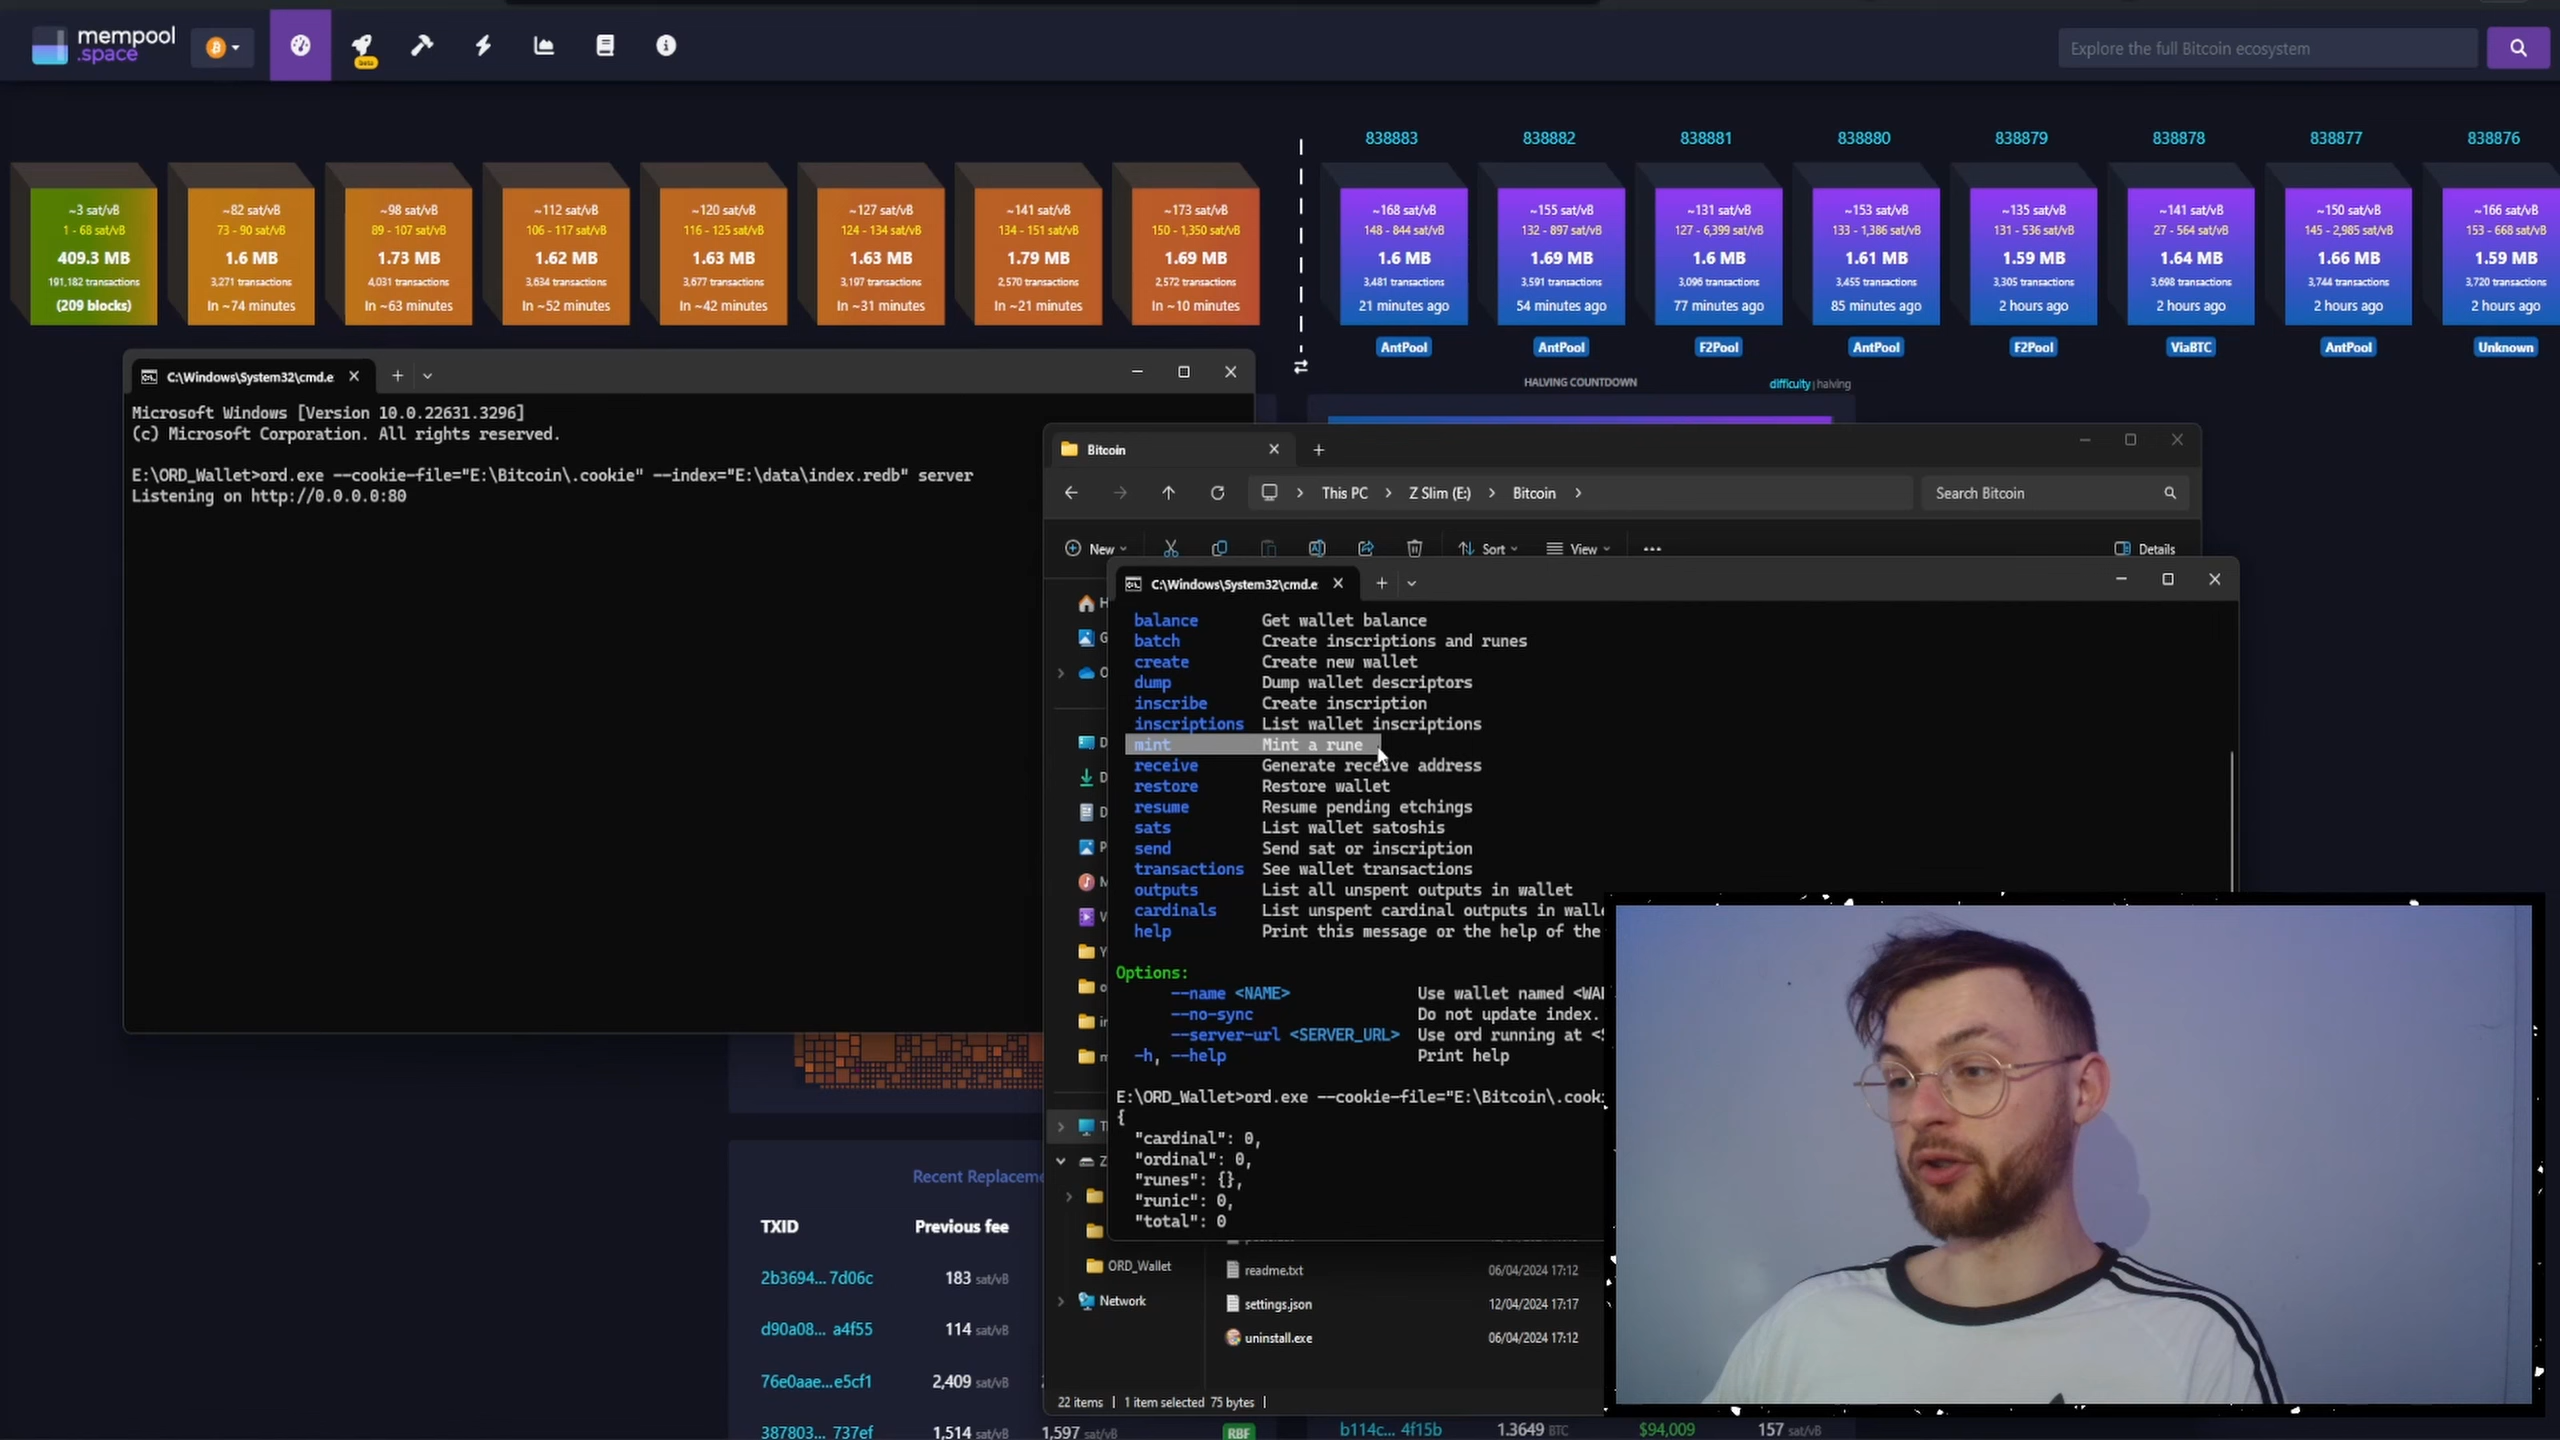 mempool
.space
beta
Explore the full Bitcoin ecosystem
838883
838882
838881
838880
838879
838878
838877
838876
~3 sat/vB
1 - 68 sat/vB
409.3 MB
191,182 transactions
(209 blocks)
~82 sat/vB
73 - 90 sat/vB
1.6 MB
3,271 transactions
In ~74 minutes
~98 sat/vB
89 - 107 sat/vB
1.73 MB
4,031 transactions
In ~63 minutes
~112 sat/vB
106 - 117 sat/vB
1.62 MB
3,634 transactions
In ~52 minutes
~120 sat/vB
116 - 125 sat/vB
1.63 MB
3,677 transactions
In ~42 minutes
~127 sat/vB
124 - 134 sat/vB
1.63 MB
3,197 transactions
In ~31 minutes
~141 sat/vB
134 - 151 sat/vB
1.79 MB
2,570 transactions
In ~21 minutes
~173 sat/vB
150 - 1,350 sat/vB
1.69 MB
2,572 transactions
In ~10 minutes
~168 sat/vB
148 - 844 sat/vB
1.6 MB
3,481 transactions
21 minutes ago
AntPool
~155 sat/vB
132 - 897 sat/vB
1.69 MB
3,591 transactions
54 minutes ago
AntPool
~131 sat/vB
127 - 6,399 sat/vB
1.6 MB
3,096 transactions
77 minutes ago
F2Pool
~153 sat/vB
133 - 1,386 sat/vB
1.61 MB
3,455 transactions
85 minutes ago
AntPool
~135 sat/vB
131 - 536 sat/vB
1.59 MB
3,305 transactions
2 hours ago
F2Pool
~141 sat/vB
27 - 564 sat/vB
1.64 MB
3,698 transactions
2 hours ago
ViaBTC
~150 sat/vB
145 - 2,985 sat/vB
1.66 MB
3,744 transactions
2 hours ago
AntPool
~166 sat/vB
153 - 668 sat/vB
1.59 MB
3,720 transactions
2 hours ago
Unknown
HALVING COUNTDOWN
difficulty | halving
C:\Windows\System32\cmd.e
Microsoft Windows [Version 10.0.22631.3296]
(c) Microsoft Corporation. All rights reserved.
E:\ORD_Wallet>ord.exe --cookie-file="E:\Bitcoin\.cookie" --index="E:\data\index.redb" server
Listening on http://0.0.0.0:80
Bitcoin
This PC > Z Slim (E:) > Bitcoin >
Search Bitcoin
New
Sort
View
Details
C:\Windows\System32\cmd.e
balance Get wallet balance
batch Create inscriptions and runes
create Create new wallet
dump Dump wallet descriptors
inscribe Create inscription
inscriptions List wallet inscriptions
mint Mint a rune
receive Generate receive address
restore Restore wallet
resume Resume pending etchings
sats List wallet satoshis
send Send sat or inscription
transactions See wallet transactions
outputs List all unspent outputs in wallet
cardinals List unspent cardinal outputs in walle
help Print this message or the help of the
Options:
--name <NAME> Use wallet named <WA
--no-sync Do not update index.
--server-url <SERVER_URL> Use ord running at <
-h, --help Print help
E:\ORD_Wallet>ord.exe --cookie-file="E:\Bitcoin\.cook
{
"cardinal": 0,
"ordinal": 0,
"runes": {},
"runic": 0,
"total": 0
ORD_Wallet
Network
readme.txt 06/04/2024 17:12
settings.json 12/04/2024 17:17
uninstall.exe 06/04/2024 17:12
22 items | 1 item selected 75 bytes |
Recent Replaceme
TXID Previous fee
2b3694... 7d06c 183 sat/vB
d90a08... a4f55 114 sat/vB
76e0aae...e5cf1 2,409 sat/vB
387803... 737ef 1,514 sat/vB 1,597 sat/vB RBF
b114c... 4f15b 1.3649 BTC $94,009 157 sat/vB